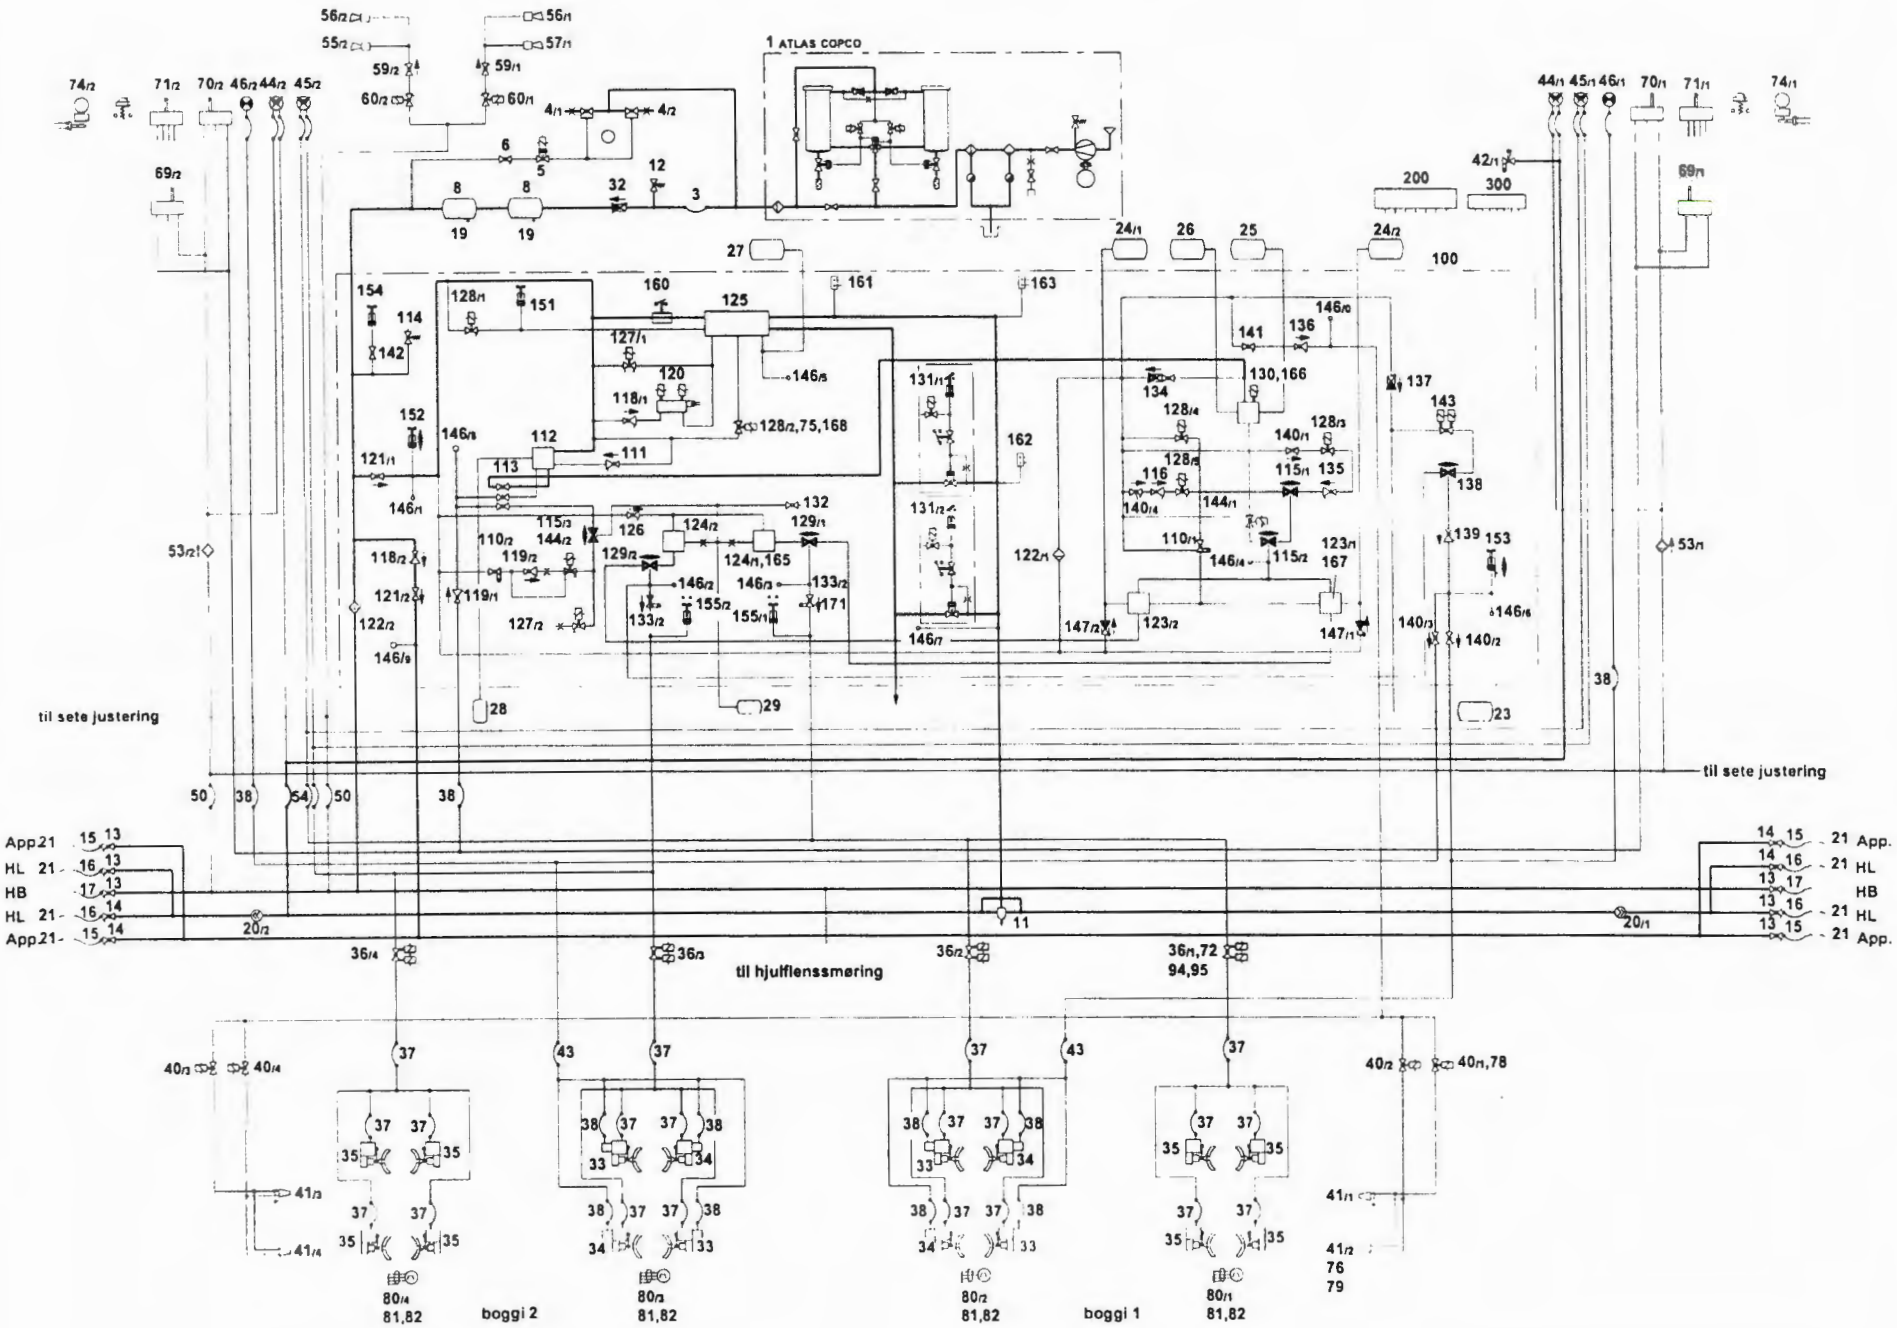 56/2 56/1
55/2 57/1
1 ATLAS COPCO
59/2 59/1
60/2 60/1
74/2 71/2 70/2 46/2 44/2 45/2
4/1 4/2
44/1 45/1 46/1 70/1 71/1 74/1
6 5 12
42/1
69/2 69/1
8 8 32 3
200 300
19 19
27 24/1 26 25 24/2
100
154 128/1 151 160 125 161 163
114 146/0
142 127/1 141 136
120 146/5 131/1 134 130,166 137
118/1 128/4 143
152 146/8 112 111 128/2,75,168 162 140/1 128/3
121/1 113 116 128/5 115/1 135 138
146/1 132 131/2 140/4 144/1
115/3 126 124/2 129/1
53/2 110/2 144/2 129/2 122/1 110/1 115/2 139 153 53/1
118/2 119/2 124/1,165 146/4 123/1
167
121/2 119/1 146/2 146/3 133/2
155/2 155/1 171 146/6
122/2 127/2 133/2 146/7 147/2 123/2 147/1 140/3 140/2
146/9
38
28 29 23
til sete justering
til sete justering
50 38 54 50 38
App.21 15 13 14 15 21 App.
HL 21 16 13 14 16 21 HL
HB 17 13 13 17 HB
HL 21 16 14 13 16 21 HL
20/2 11 20/1
App.21 15 14 13 15 21 App.
36/4 36/3 36/2 36/1,72
til hjulflenssmøring 94,95
40/3 40/4 37 43 37 37 43 37 40/2 40/1,78
37 37 38 37 37 38 38 37 37 38 37 37
35 35 33 34 33 34 35 35
41/3 41/1
37 37 38 37 37 38 38 37 37 38 37 37
35 35 34 33 34 33 35 35
41/4 41/2
76
79
80/4 80/3 80/2 80/1
81,82 boggi 2 81,82 81,82 boggi 1 81,82